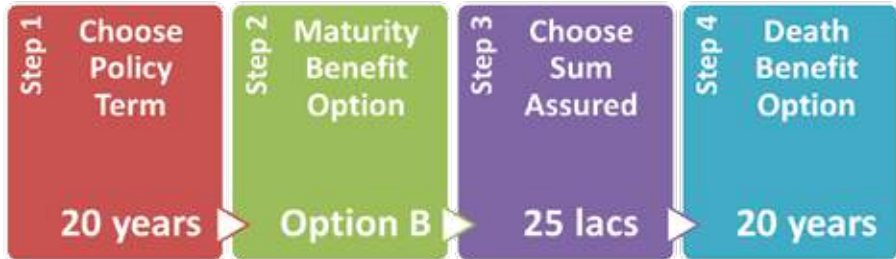 Step 1
Choose
Policy
Term
20 years
Step 2
Maturity
Benefit
Option
Option B
Step 3
Choose
Sum
Assured
25 lacs
Step 4
Death
Benefit
Option
20 years